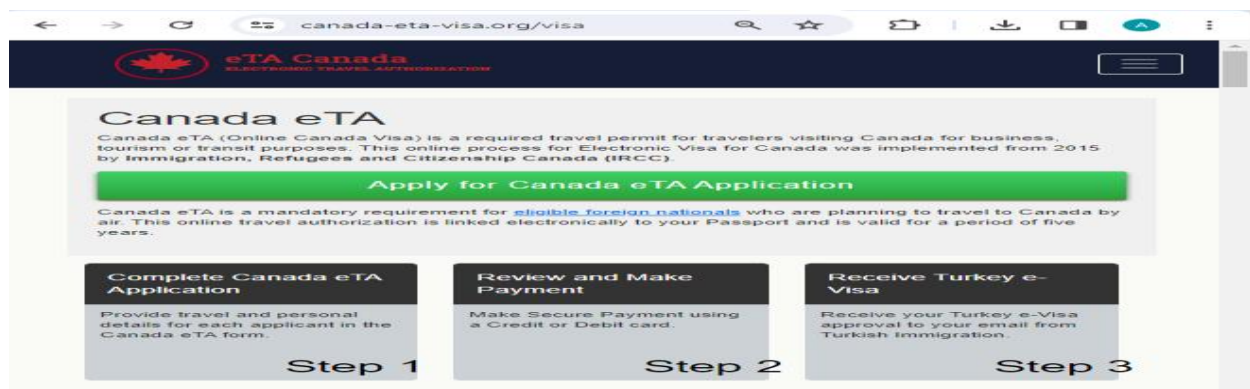 canada-eta-visa.org/visa
A
eTA Canada
ELECTRONIC TRAVEL AUTHORISATION
Canada eTA
Canada eTA (Online Canada Visa) is a required travel permit for travelers visiting Canada for business,
tourism or transit purposes. This online process for Electronic Visa for Canada was implemented from 2015
by Immigration, Refugees and Citizenship Canada (IRCC).
Apply for Canada eTA Application
Canada eTA is a mandatory requirement for eligible foreign nationals who are planning to travel to Canada by
air. This online travel authorization is linked electronically to your Passport and is valid for a period of five
years.
Complete Canada eTA
Application
Provide travel and personal
details for each applicant in the
Canada eTA form.
Step 1
Review and Make
Payment
Make Secure Payment using
a Credit or Debit card.
Step 2
Receive Turkey e-
Visa
Receive your Turkey e-Visa
approval to your email from
Turkish Immigration.
Step 3